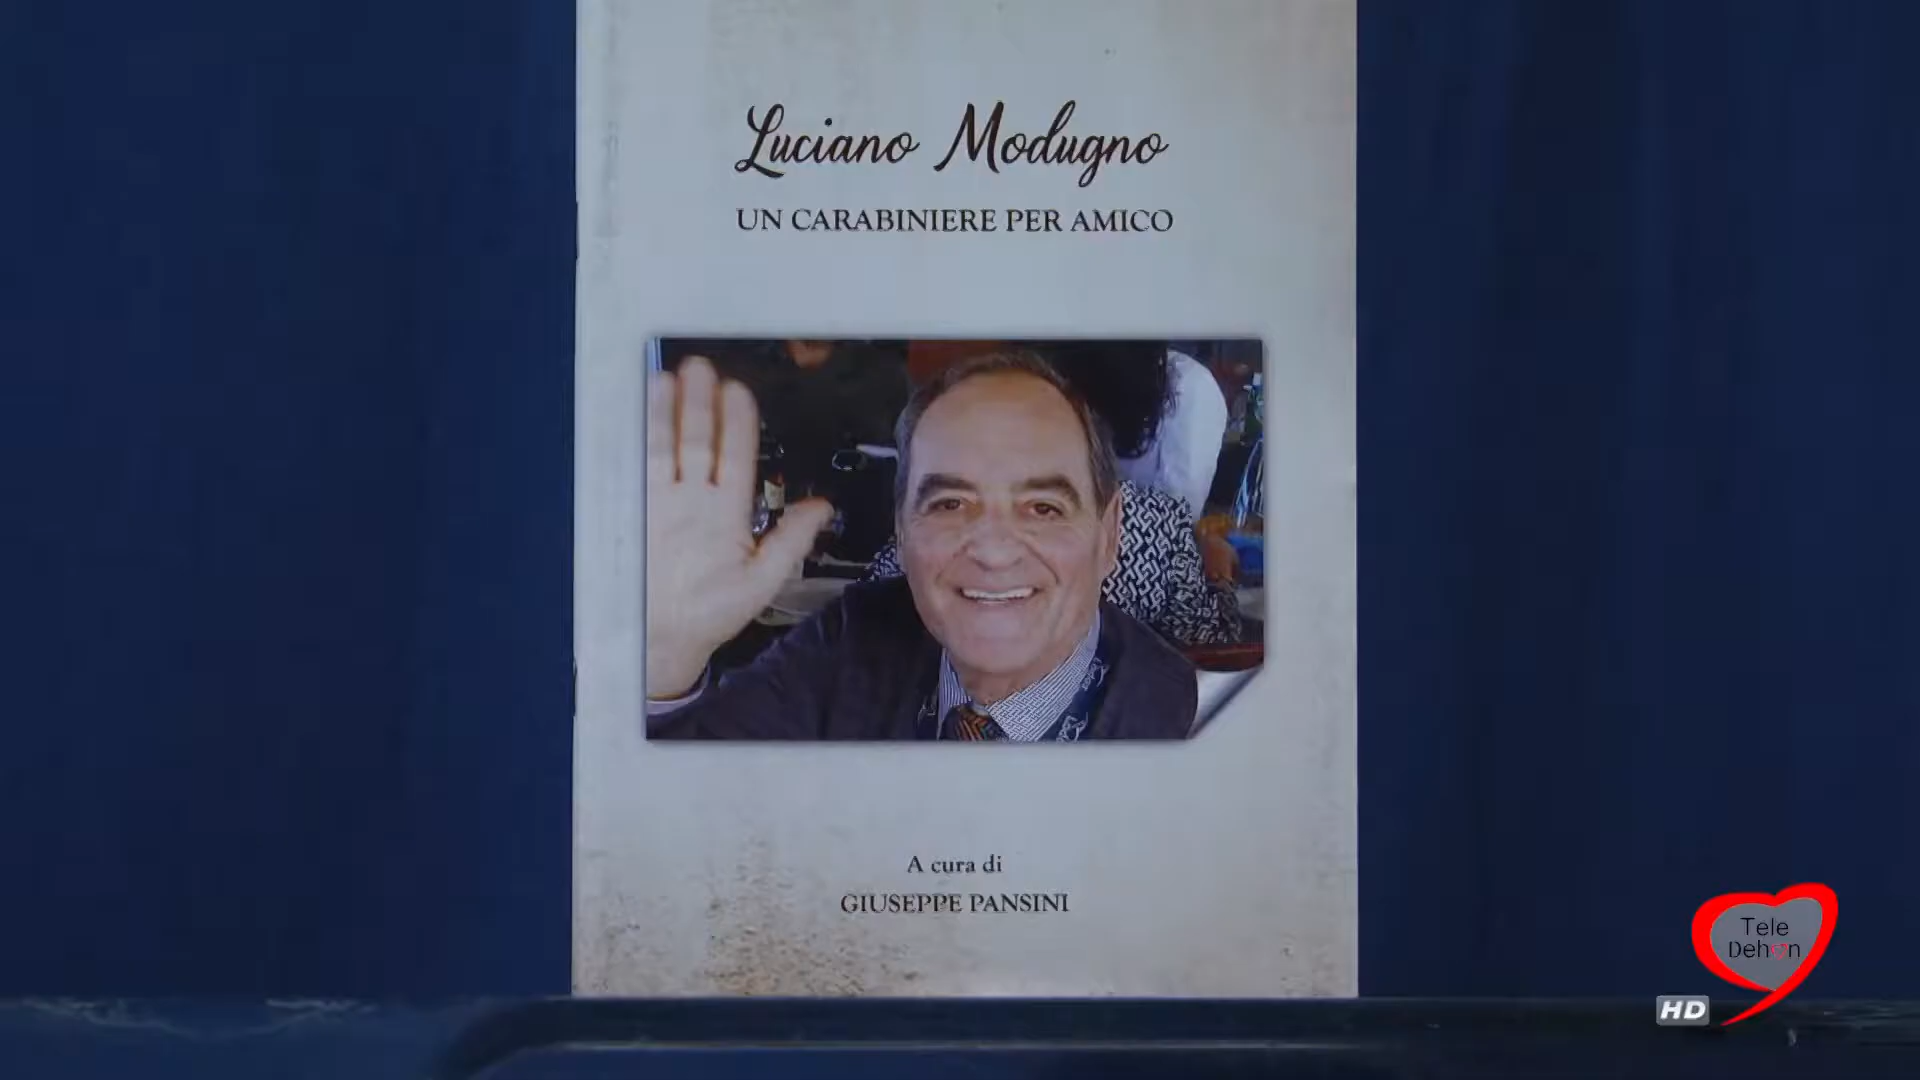 Luciano Modugno
UN CARABINIERE PER AMICO
A cura di
GIUSEPPE PANSINI
Tele
Dehon
HD